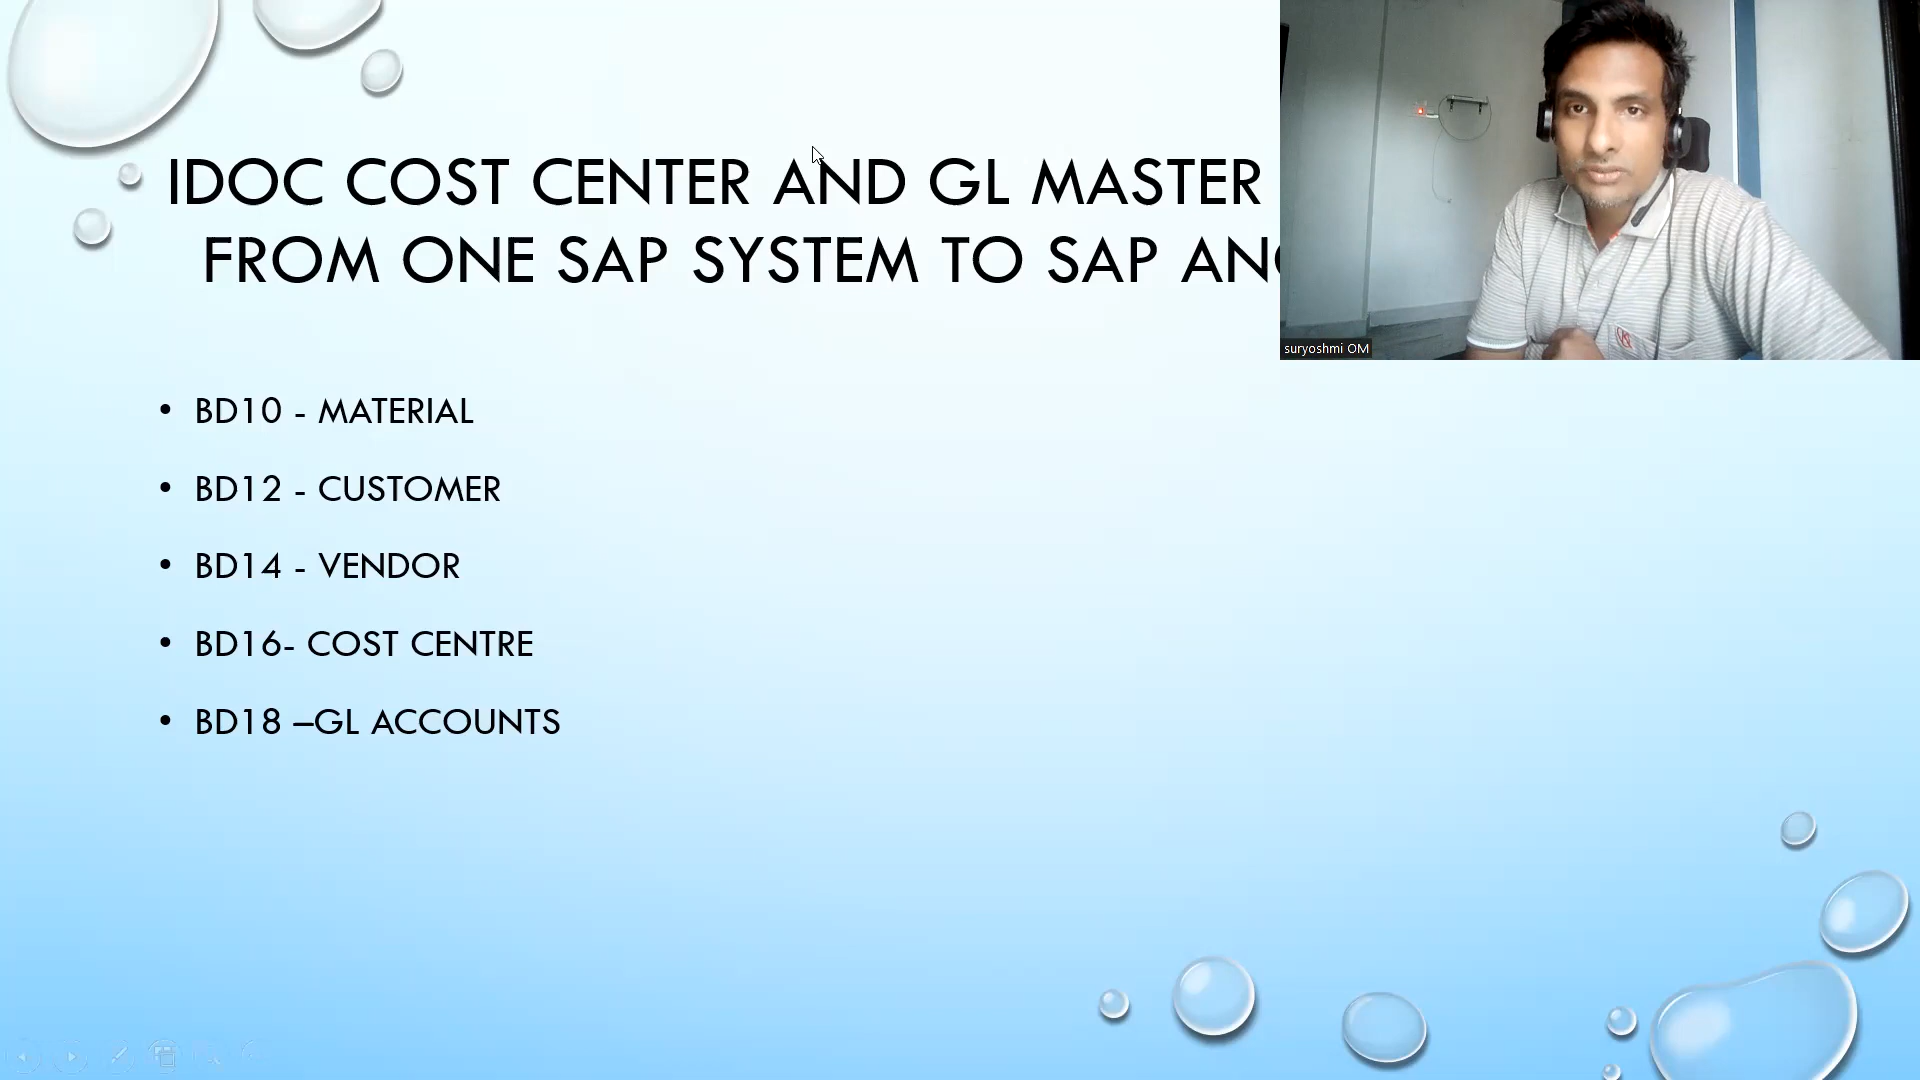 IDOC COST CENTER AND GL MASTER
FROM ONE SAP SYSTEM TO SAP
suryoshmi OM
• BD10 - MATERIAL
• BD12 - CUSTOMER
• BD14 - VENDOR
• BD16- COST CENTRE
• BD18 –GL ACCOUNTS